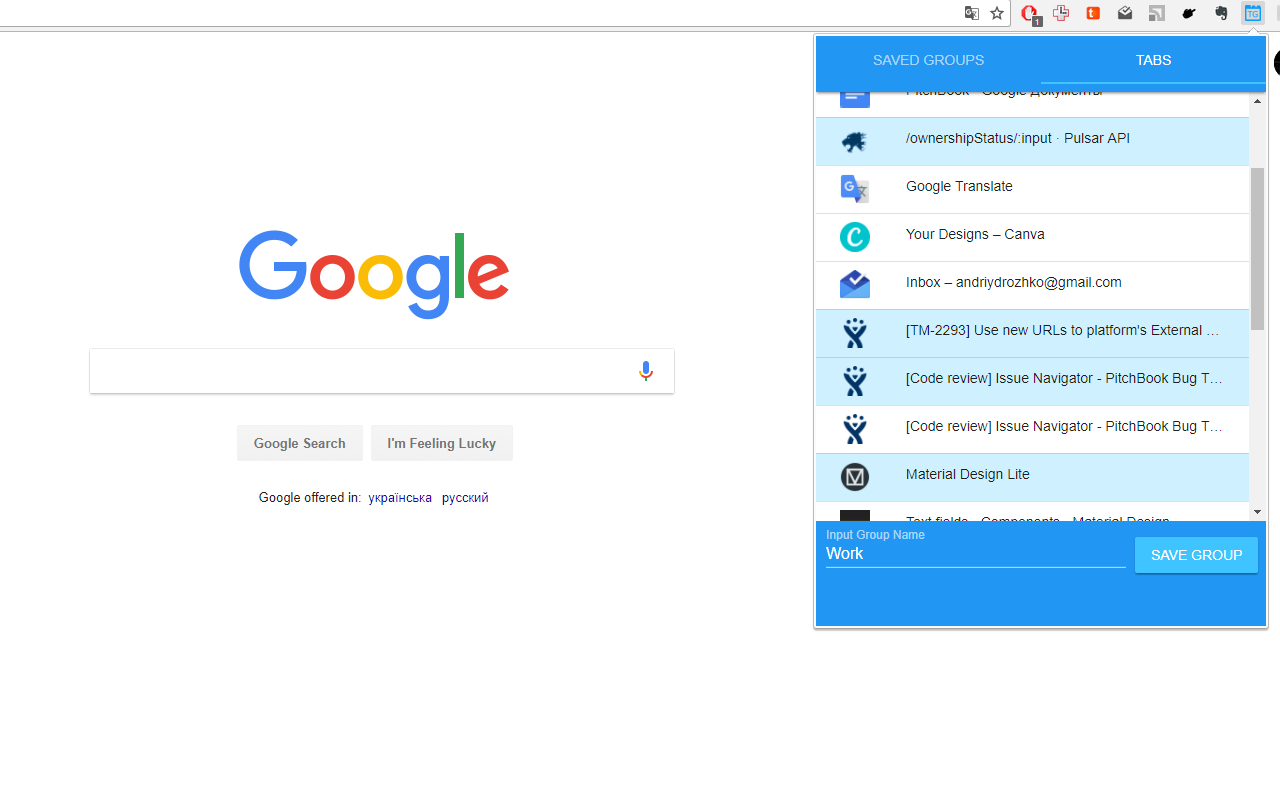 1
TG
SAVED GROUPS
TABS
PitchBook - Google Документы
/ownershipStatus/:input · Pulsar API
Google Translate
Your Designs – Canva
Inbox – andriydrozhko@gmail.com
[TM-2293] Use new URLs to platform's External …
[Code review] Issue Navigator - PitchBook Bug T…
[Code review] Issue Navigator - PitchBook Bug T…
Material Design Lite
Text fields - Components - Material Design
Input Group Name
Work
SAVE GROUP
Google
Google Search
I'm Feeling Lucky
Google offered in: українська русский